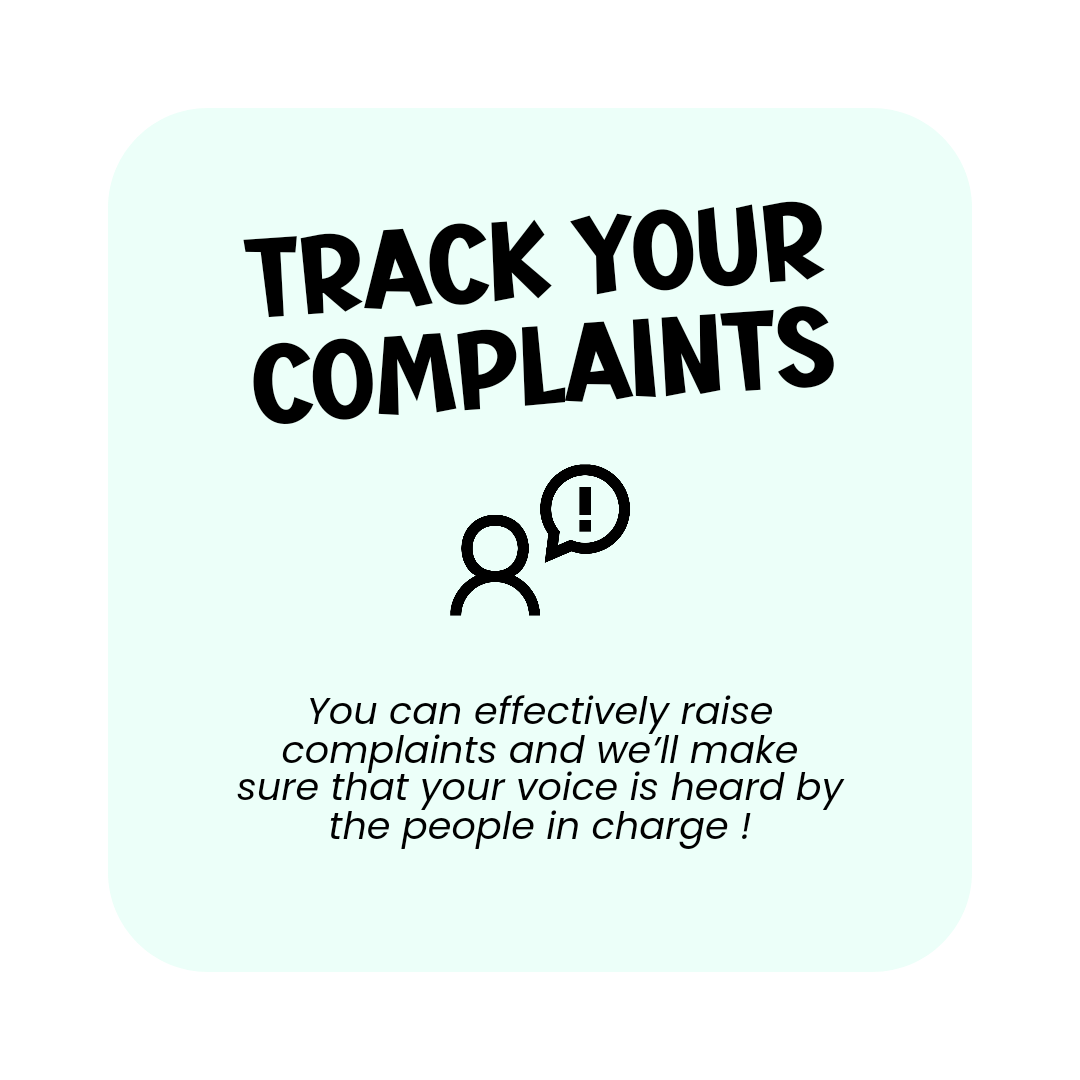 TRACK YOUR
COMPLAINTS
!
You can effectively raise
complaints and we’ll make
sure that your voice is heard by
the people in charge !